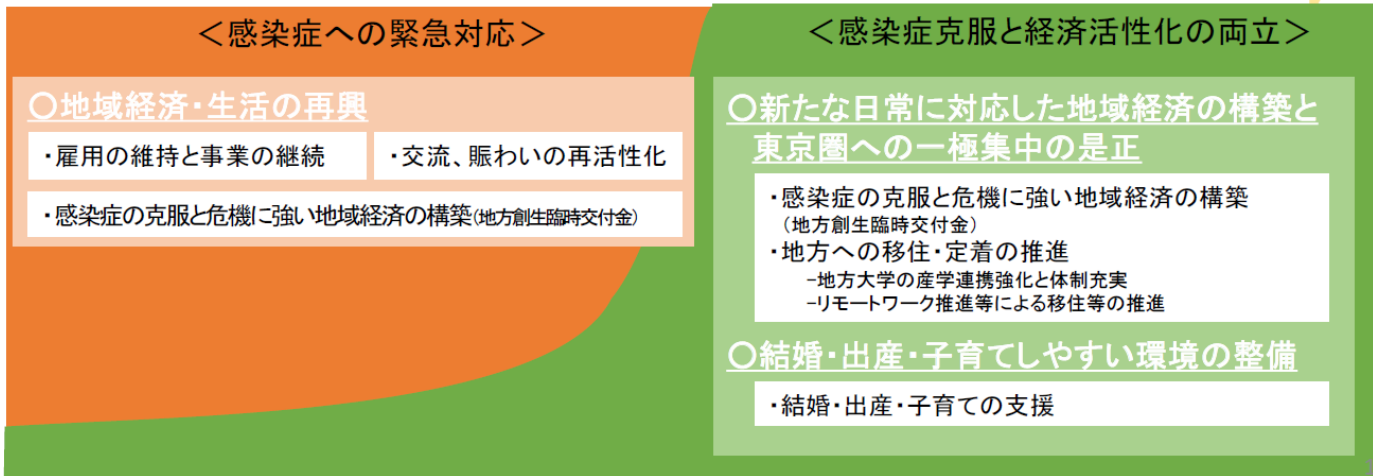 ＜感染症への緊急対応＞
〇地域経済・生活の再興
・雇用の維持と事業の継続
・交流、賑わいの再活性化
・感染症の克服と危機に強い地域経済の構築(地方創生臨時交付金)
＜感染症克服と経済活性化の両立＞
〇新たな日常に対応した地域経済の構築と
東京圏への一極集中の是正
・感染症の克服と危機に強い地域経済の構築
（地方創生臨時交付金）
・地方への移住・定着の推進
−地方大学の産学連携強化と体制充実
−リモートワーク推進等による移住等の推進
〇結婚・出産・子育てしやすい環境の整備
・結婚・出産・子育ての支援
1